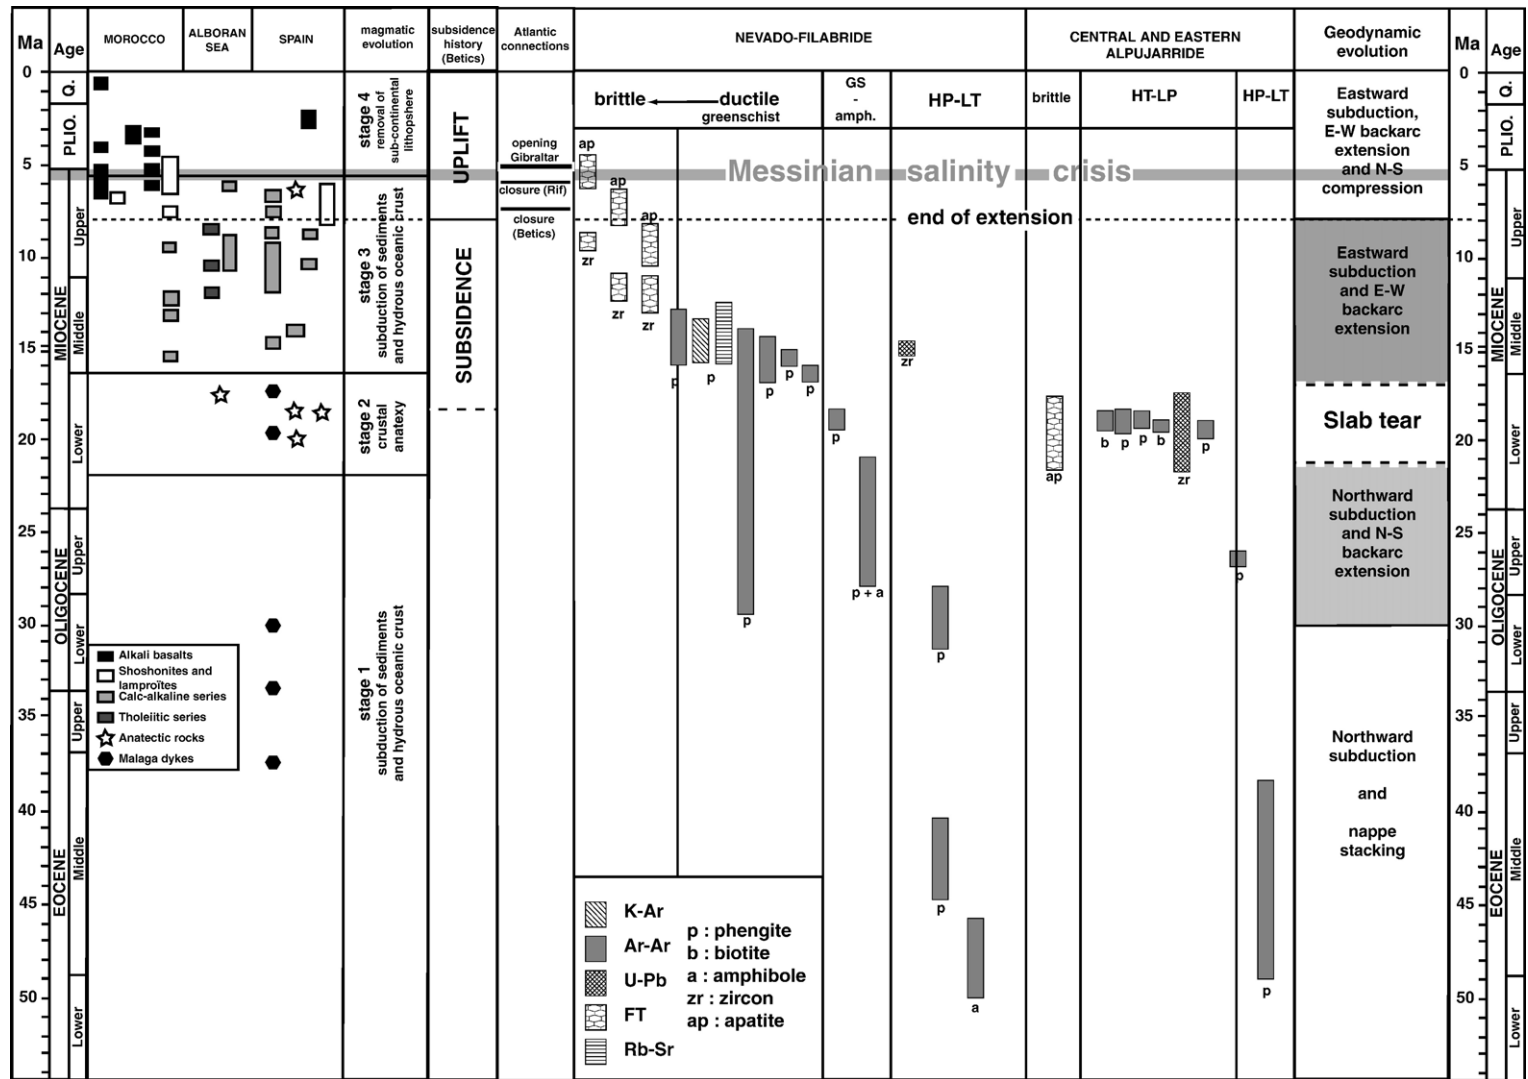 Ma
Age
MOROCCO
ALBORAN
SEA
SPAIN
magmatic
evolution
subsidence
history
(Betics)
Atlantic
connections
NEVADO-FILABRIDE
CENTRAL AND EASTERN
ALPUJARRIDE
Geodynamic
evolution
Ma
Age
brittle
ductile
greenschist
GS
-
amph.
HP-LT
brittle
HT-LP
HP-LT
0
5
10
15
20
25
30
35
40
45
50
Q.
PLIO.
MIOCENE
Upper
Middle
Lower
OLIGOCENE
Upper
Lower
EOCENE
Upper
Middle
Lower
stage 4
removal of
sub-continental
lithopshere
stage 3
subduction of sediments
and hydrous oceanic crust
stage 2
crustal
anatexy
stage 1
subduction of sediments
and hydrous oceanic crust
UPLIFT
SUBSIDENCE
opening
Gibraltar
closure (Rif)
closure
(Betics)
Messinian salinity crisis
end of extension
ap
ap
ap
zr
zr
zr
p
p
p
p
p
p
p
p + a
zr
p
p
a
ap
b
p
p
b
zr
p
p
p
Alkali basalts
Shoshonites and
lamproïtes
Calc-alkaline series
Tholeiitic series
Anatectic rocks
Malaga dykes
K-Ar
Ar-Ar
U-Pb
FT
Rb-Sr
p : phengite
b : biotite
a : amphibole
zr : zircon
ap : apatite
Eastward
subduction,
E-W backarc
extension
and N-S
compression
Eastward
subduction
and E-W
backarc
extension
Slab tear
Northward
subduction
and N-S
backarc
extension
Northward
subduction
and
nappe
stacking
0
5
10
15
20
25
30
35
40
45
50
Q.
PLIO.
MIOCENE
Upper
Middle
Lower
OLIGOCENE
Upper
Lower
EOCENE
Upper
Middle
Lower